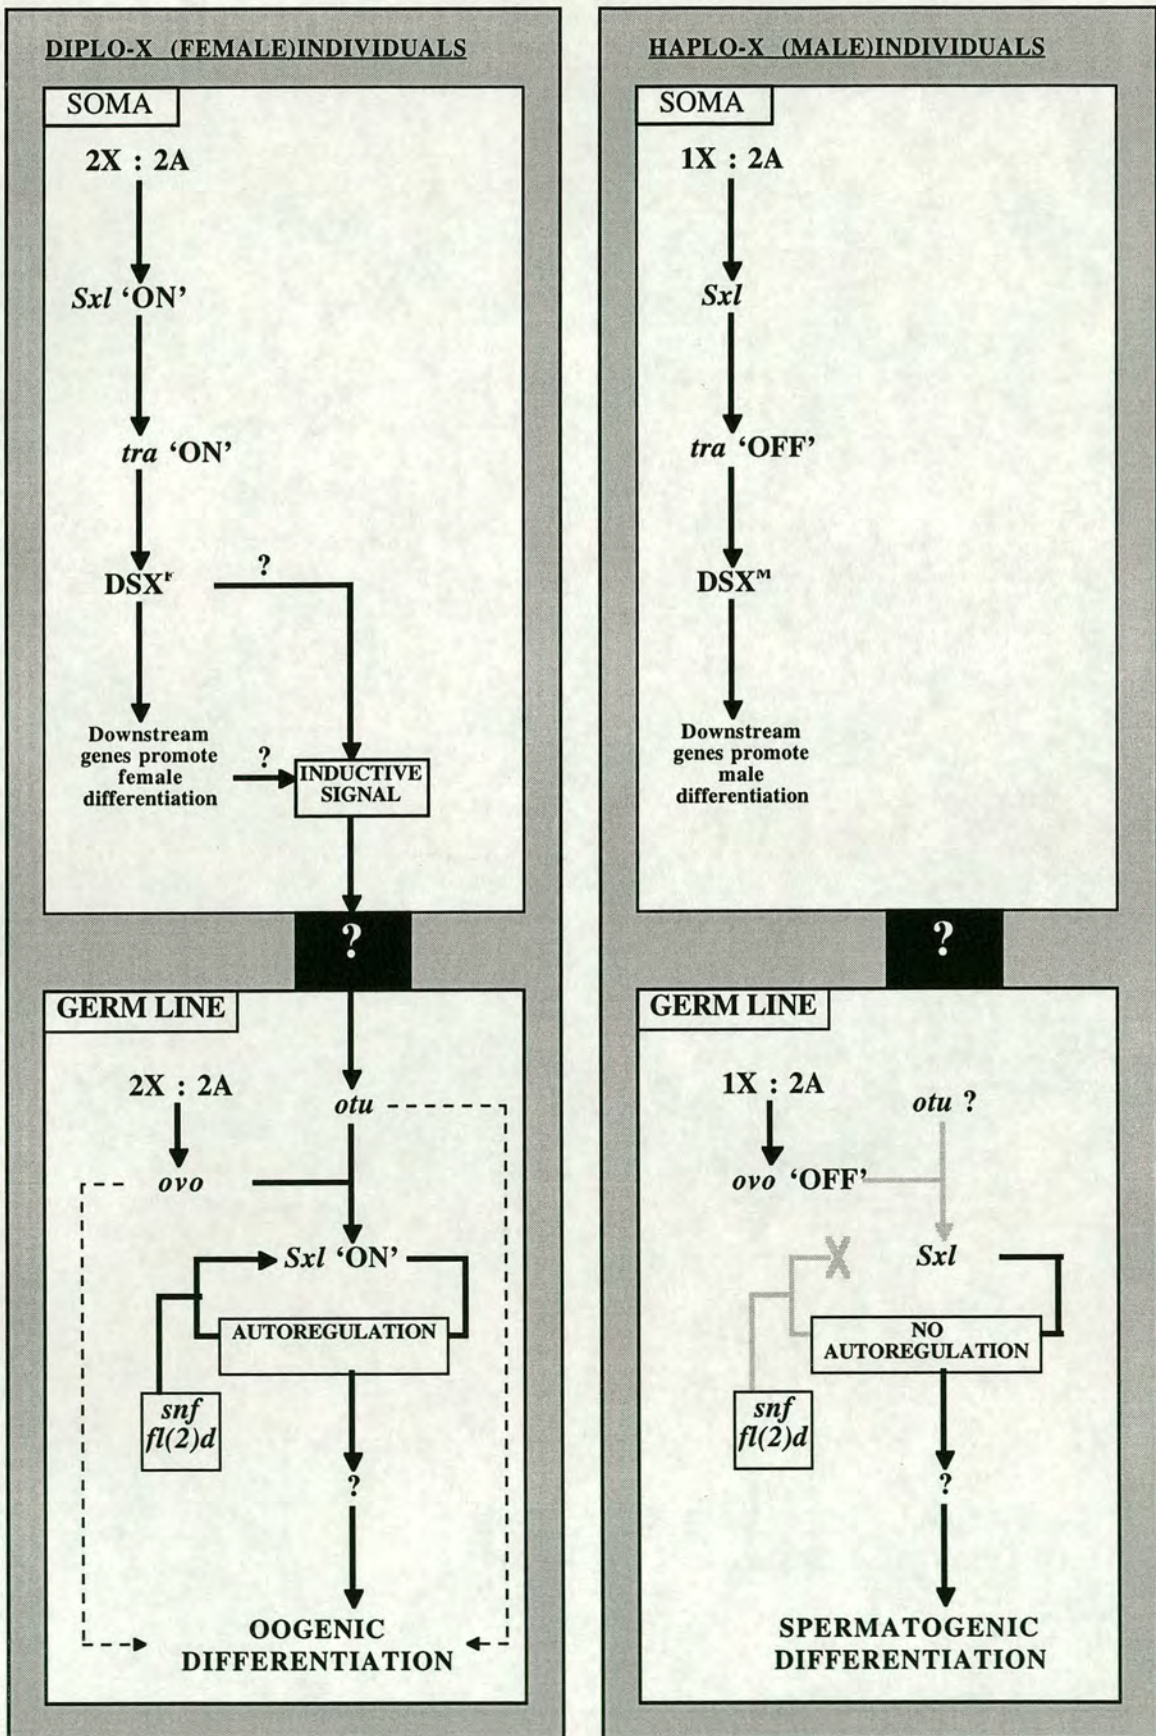 DIPLO-X (FEMALE)INDIVIDUALS
SOMA
2X : 2A
Sxl ‘ON’
tra ‘ON’
DSXF
?
Downstream
genes promote
female
differentiation
?
INDUCTIVE
SIGNAL
?
GERM LINE
2X : 2A
otu
ovo
Sxl ‘ON’
AUTOREGULATION
snf
fl(2)d
?
OOGENIC
DIFFERENTIATION
HAPLO-X (MALE)INDIVIDUALS
SOMA
1X : 2A
Sxl
tra ‘OFF’
DSXM
Downstream
genes promote
male
differentiation
?
GERM LINE
1X : 2A
otu ?
ovo ‘OFF’
X
Sxl
NO
AUTOREGULATION
snf
fl(2)d
?
SPERMATOGENIC
DIFFERENTIATION